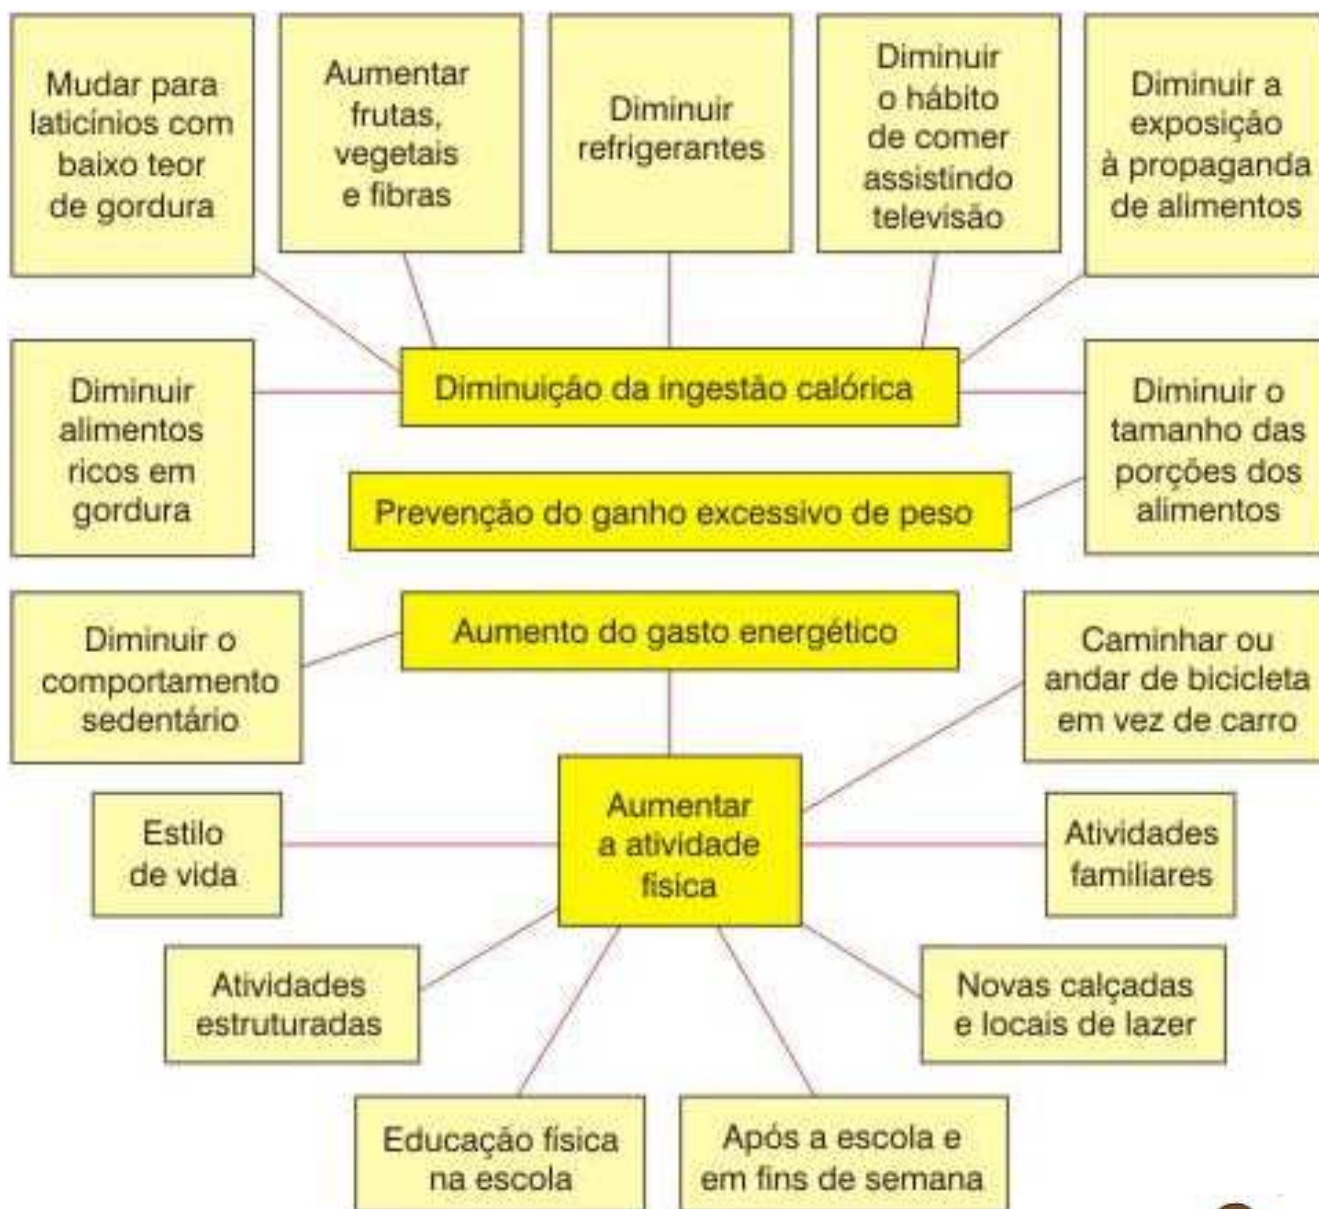 Mudar para
laticínios com
baixo teor
de gordura
Aumentar
frutas,
vegetais
e fibras
Diminuir
refrigerantes
Diminuir
o hábito
de comer
assistindo
televisão
Diminuir a
exposição
à propaganda
de alimentos
Diminuir
alimentos
ricos em
gordura
Diminuição da ingestão calórica
Diminuir o
tamanho das
porções dos
alimentos
Prevenção do ganho excessivo de peso
Diminuir o
comportamento
sedentário
Aumento do gasto energético
Caminhar ou
andar de bicicleta
em vez de carro
Estilo
de vida
Aumentar
a atividade
física
Atividades
familiares
Atividades
estruturadas
Novas calçadas
e locais de lazer
Educação física
na escola
Após a escola e
em fins de semana